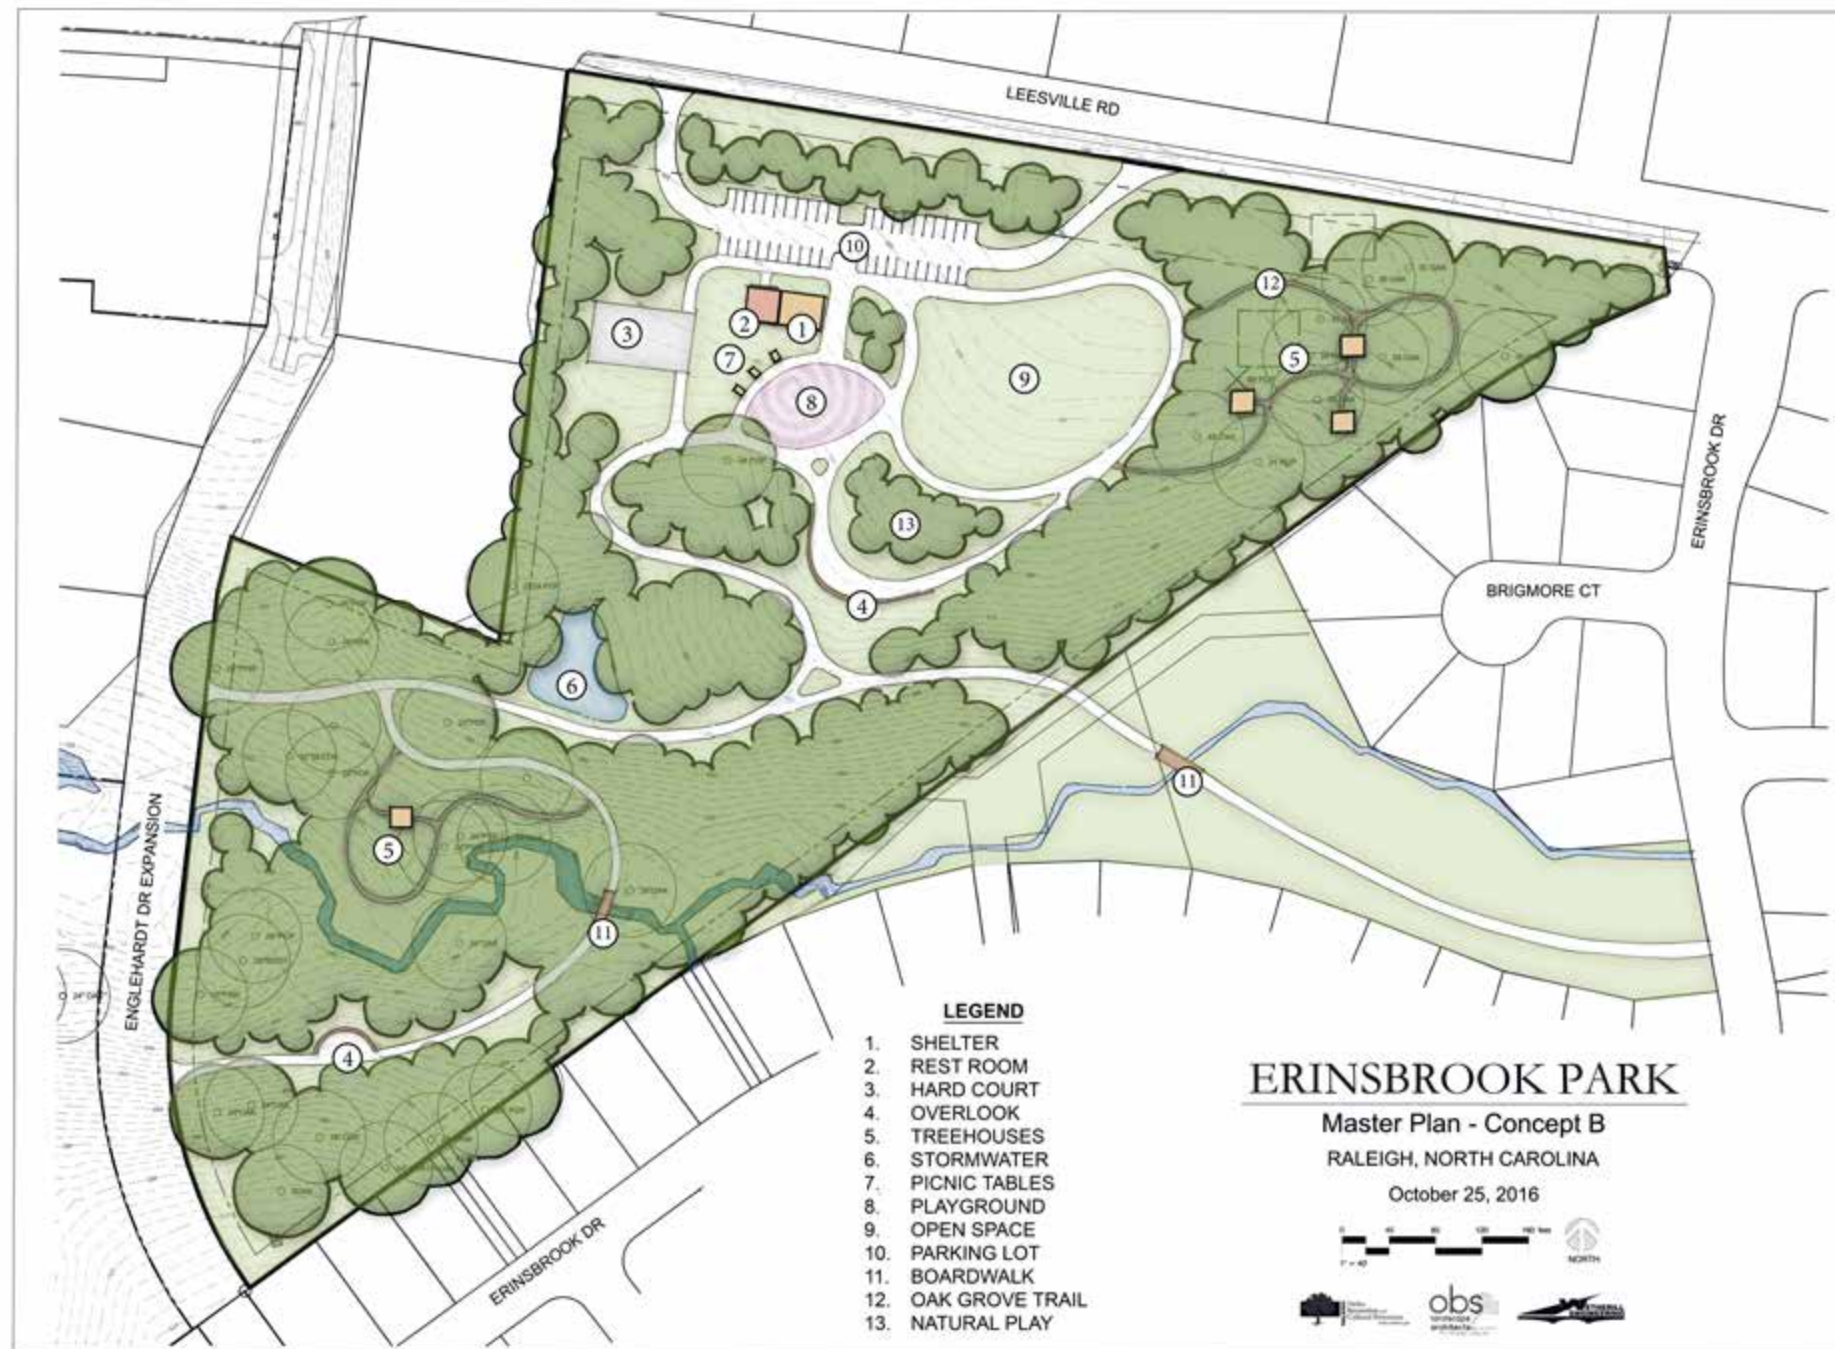 LEESVILLE RD
10
12
2
1
3
7
5
8
9
13
ERINSBROOK DR
BRIGMORE CT
4
6
11
5
ENGLEHARDT DR EXPANSION
11
4
ERINSBROOK DR
LEGEND
1. SHELTER
2. REST ROOM
3. HARD COURT
4. OVERLOOK
5. TREEHOUSES
6. STORMWATER
7. PICNIC TABLES
8. PLAYGROUND
9. OPEN SPACE
10. PARKING LOT
11. BOARDWALK
12. OAK GROVE TRAIL
13. NATURAL PLAY
ERINSBROOK PARK
Master Plan - Concept B
RALEIGH, NORTH CAROLINA
October 25, 2016
NORTH
obs
landscape
architects